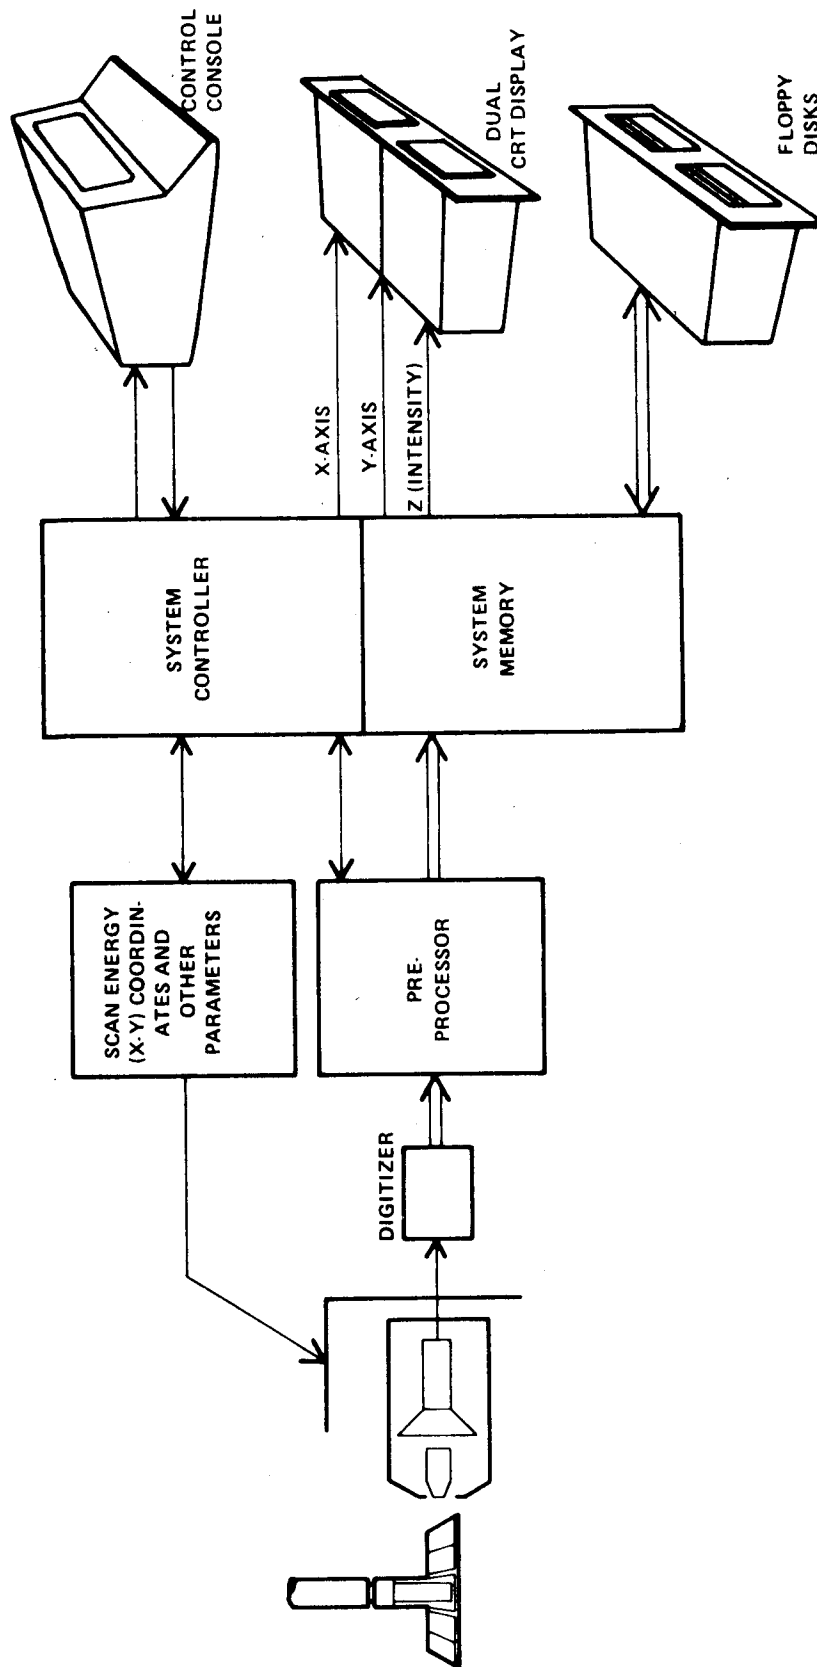 SCAN ENERGY
(X-Y) COORDIN-
ATES AND
OTHER
PARAMETERS
SYSTEM
CONTROLLER
CONTROL
CONSOLE
DIGITIZER
PRE-
PROCESSOR
SYSTEM
MEMORY
X-AXIS
Y-AXIS
Z (INTENSITY)
DUAL
CRT DISPLAY
FLOPPY
DISKS